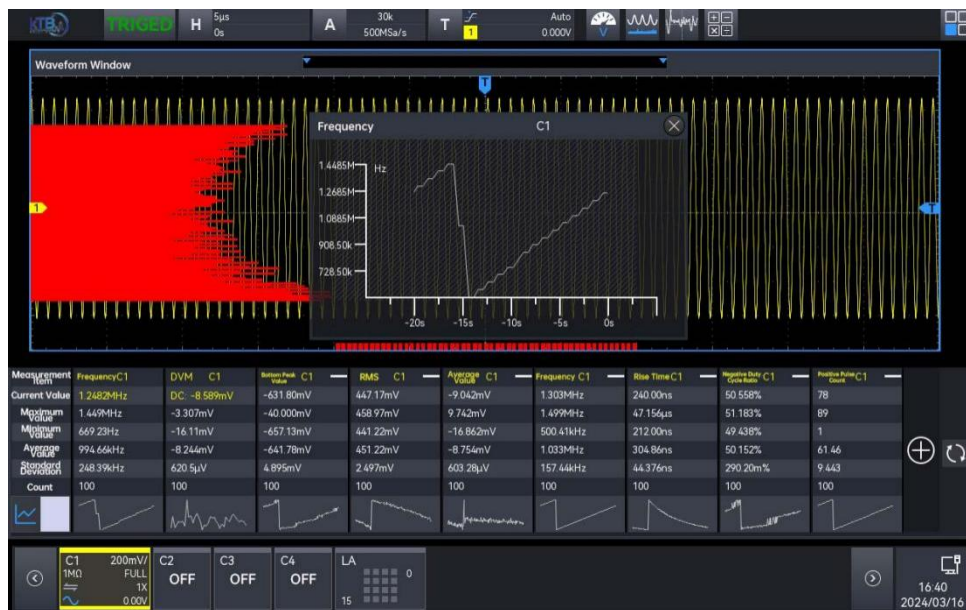 KTB
TRIGED
H 5μs
0s
A 30k
500MSa/s
T 1
Auto
0.000V
V
Waveform Window
T
1
T
Frequency C1
Hz
1.4485M
1.2685M
1.0885M
908.50k
728.50k
-20s -15s -10s -5s 0s
Measurement Item FrequencyC1 DVM C1 Bottom Peak Value C1 RMS C1 Average Value C1 Frequency C1 Rise TimeC1 Negative Duty Cycle Ratio C1 Positive Pulse Count C1
Current Value 1.2482MHz DC: -8.589mV -631.80mV 447.17mV -9.042mV 1.303MHz 240.00ns 50.558% 78
Maximum Value 1.449MHz -3.307mV -40.000mV 458.97mV 9.742mV 1.499MHz 47.156μs 51.183% 89
Minimum Value 669.23Hz -16.11mV -657.13mV 441.22mV -16.862mV 500.41kHz 212.00ns 49.438% 1
Average Value 994.66kHz -8.244mV -641.78mV 451.22mV -8.754mV 1.033MHz 304.86ns 50.152% 61.46
Standard Deviation 248.39kHz 620.5μV 4.895mV 2.497mV 603.28μV 157.44kHz 44.376ns 290.20m% 9.443
Count 100 100 100 100 100 100 100 100 100
C1 200mV/
1MΩ FULL
1X
0.00V
C2
OFF
C3
OFF
C4
OFF
LA
0
15
16:40
2024/03/16